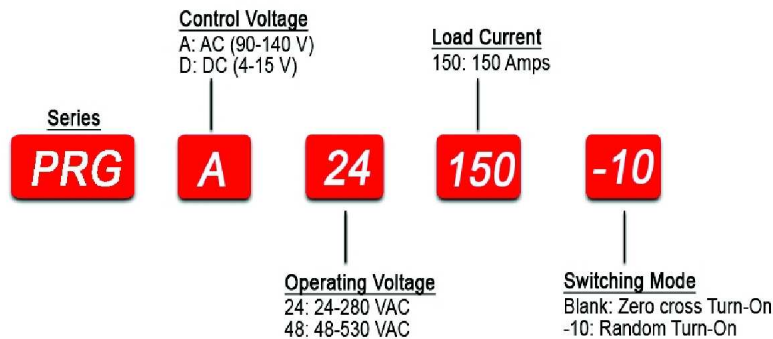 Control Voltage
A: AC (90-140 V)
D: DC (4-15 V)
Load Current
150: 150 Amps
Series
PRG A 24 150 -10
Operating Voltage
24: 24-280 VAC
48: 48-530 VAC
Switching Mode
Blank: Zero cross Turn-On
-10: Random Turn-On